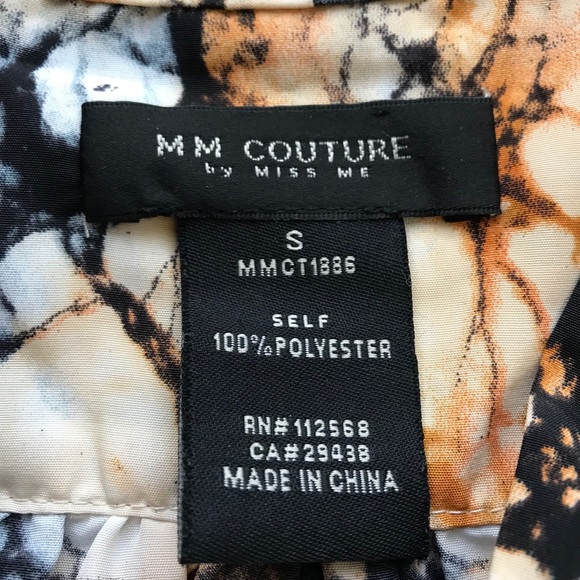 MM COUTURE
by MISS ME
S
MMCT1886
SELF
100%POLYESTER
RN#112568
CA#29438
MADE IN CHINA